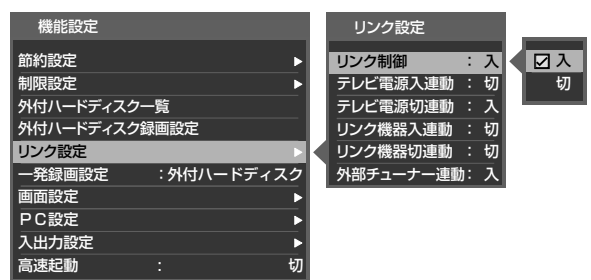 機能設定
節約設定
制限設定
外付ハードディスク一覧
外付ハードディスク録画設定
リンク設定
一発録画設定 :外付ハードディスク
画面設定
PC設定
入出力設定
高速起動 : 切
リンク設定
リンク制御 : 入
テレビ電源入連動 : 切
テレビ電源切連動 : 入
リンク機器入連動 : 切
リンク機器切連動 : 切
外部チューナー連動: 入
入
切